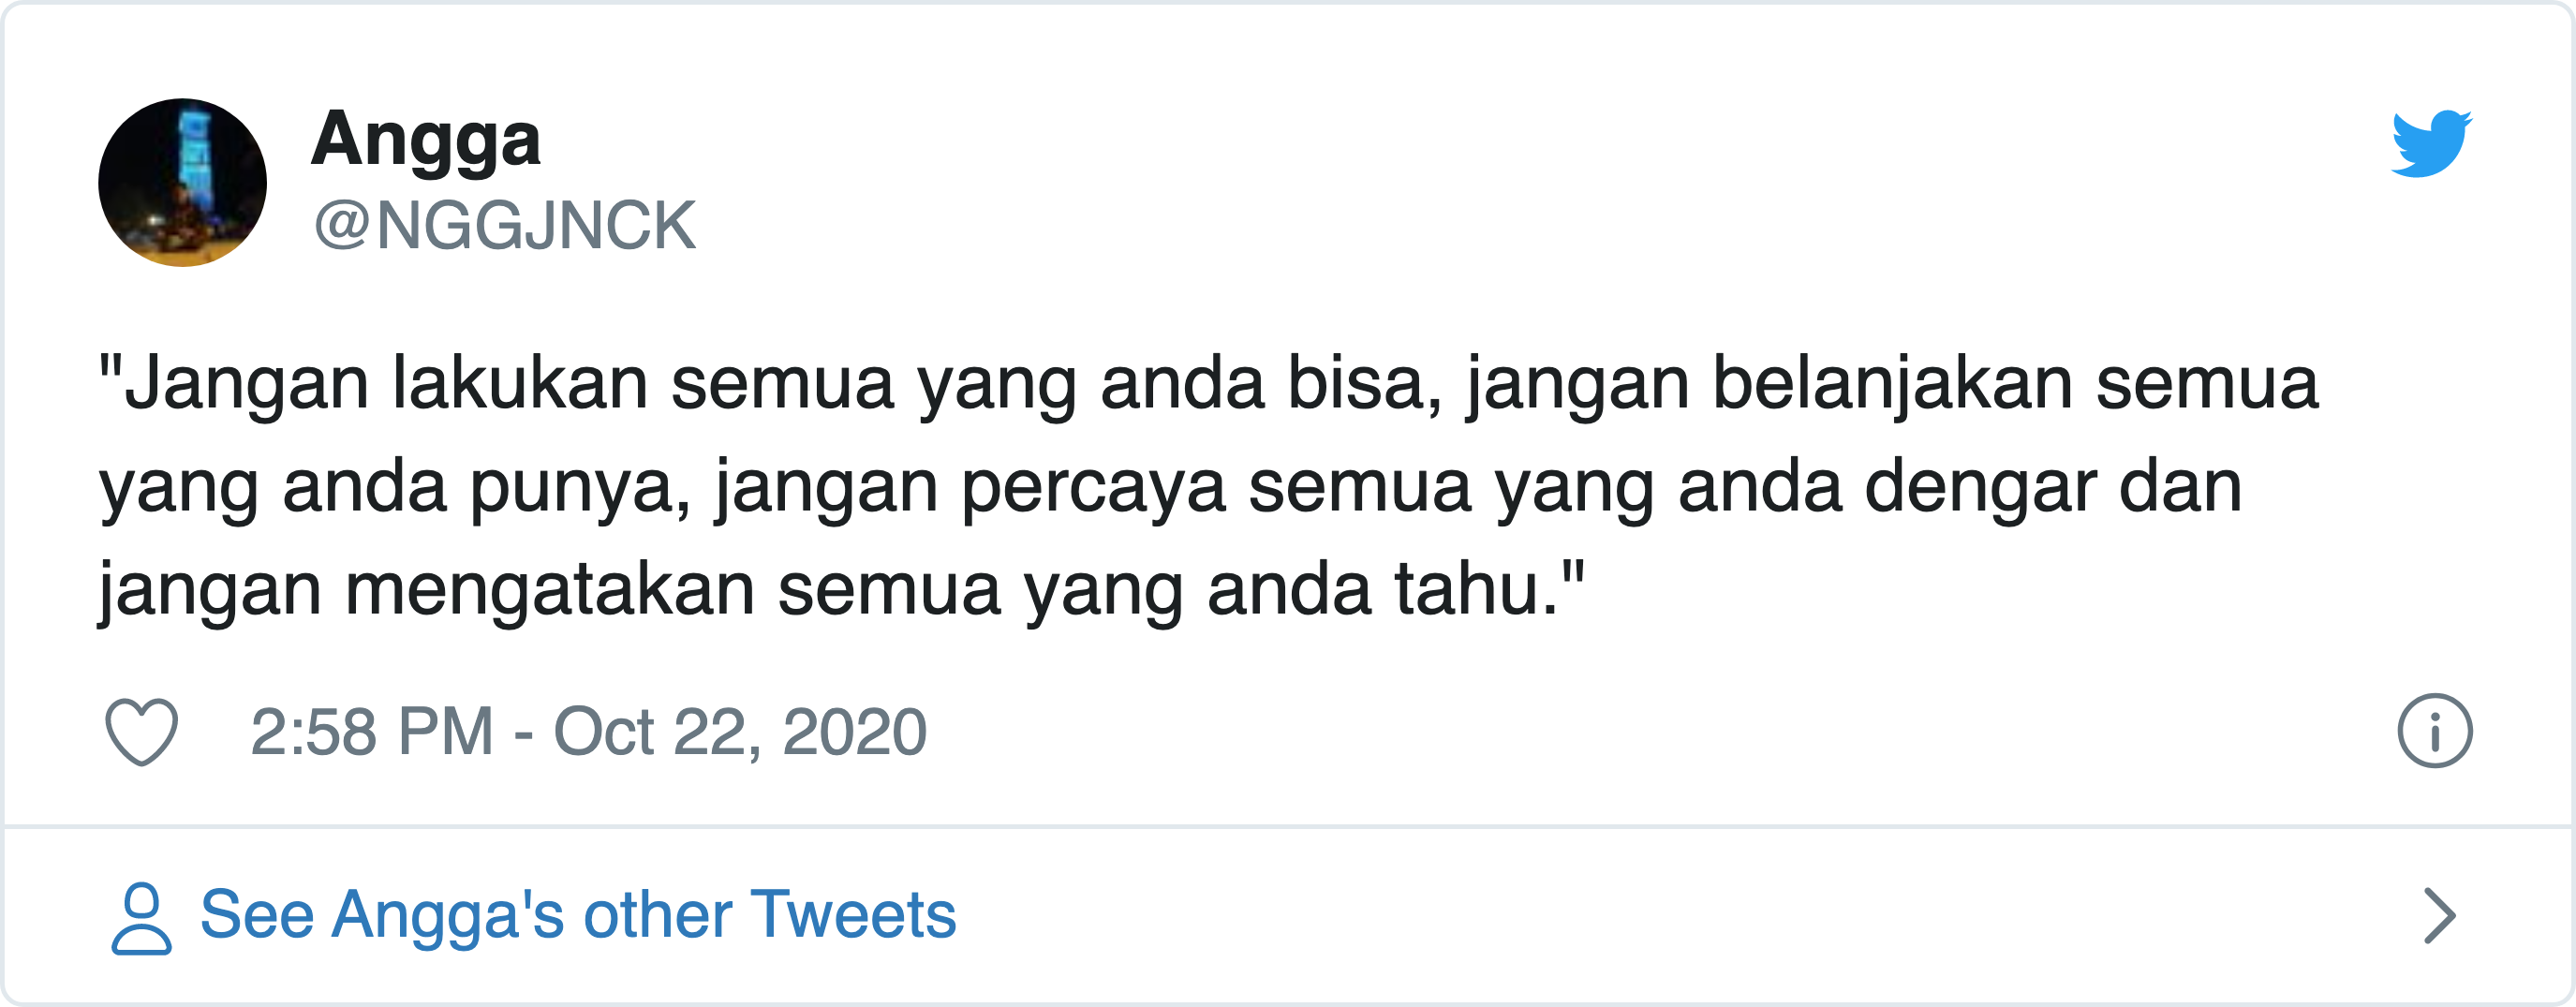 Angga
@NGGJNCK
"Jangan lakukan semua yang anda bisa, jangan belanjakan semua
yang anda punya, jangan percaya semua yang anda dengar dan
jangan mengatakan semua yang anda tahu."
2:58 PM - Oct 22, 2020
See Angga's other Tweets